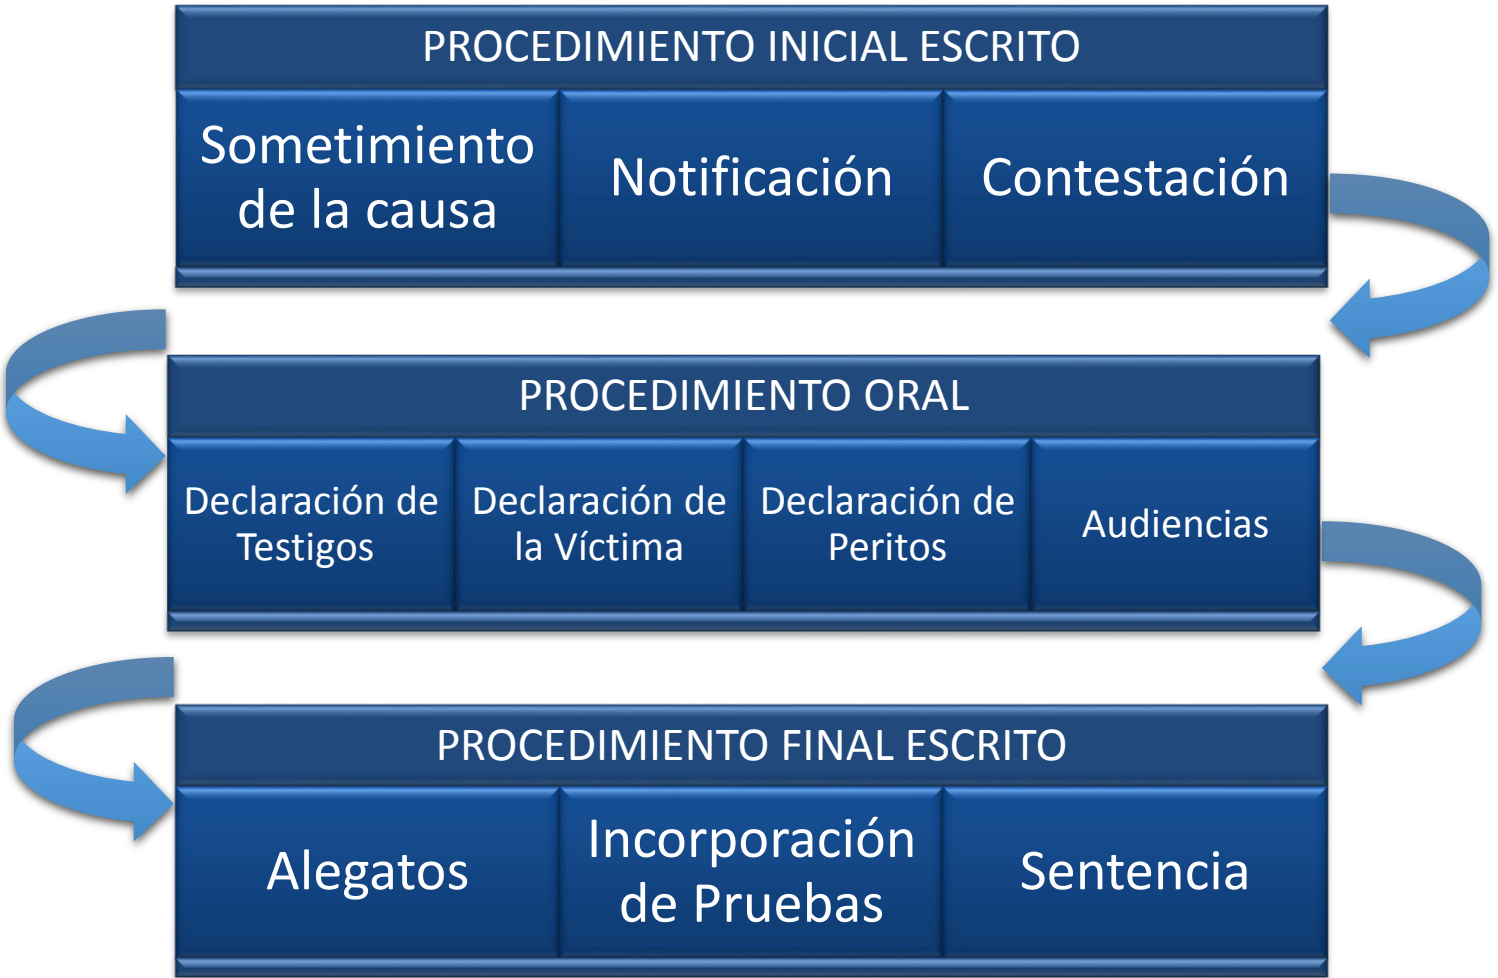 PROCEDIMIENTO INICIAL ESCRITO
Sometimiento
de la causa
Notificación
Contestación
PROCEDIMIENTO ORAL
Declaración de
Testigos
Declaración de
la Víctima
Declaración de
Peritos
Audiencias
PROCEDIMIENTO FINAL ESCRITO
Alegatos
Incorporación
de Pruebas
Sentencia